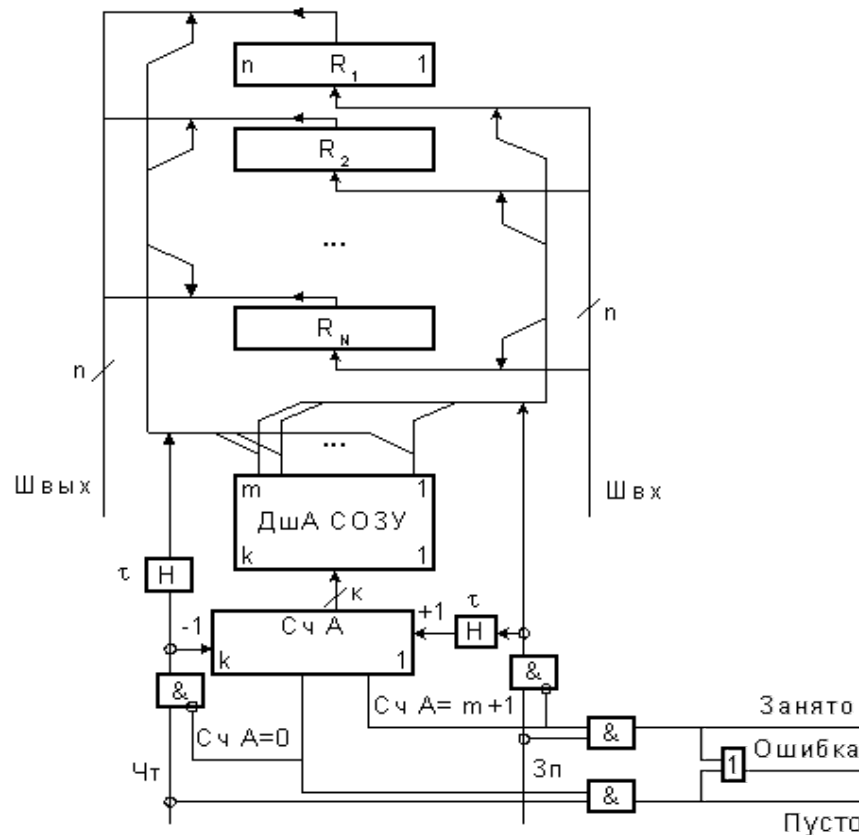 n R1 1
R2
...
RN
n
n
...
Швых
m 1
Швх
ДшА СОЗУ
k 1
τ Н
к
-1
Сч А
+1
τ
Н
k 1
&
&
Сч А= m+1
Занято
Сч А=0
&
1
Ошибка
Чт
Зп
&
Пусто